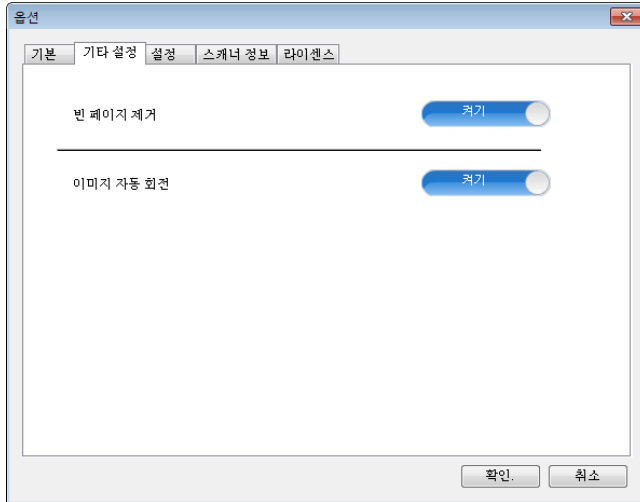 옵션
기본 기타 설정 설정 스캐너 정보 라이센스
빈 페이지 제거 켜기
이미지 자동 회전 켜기
확인. 취소